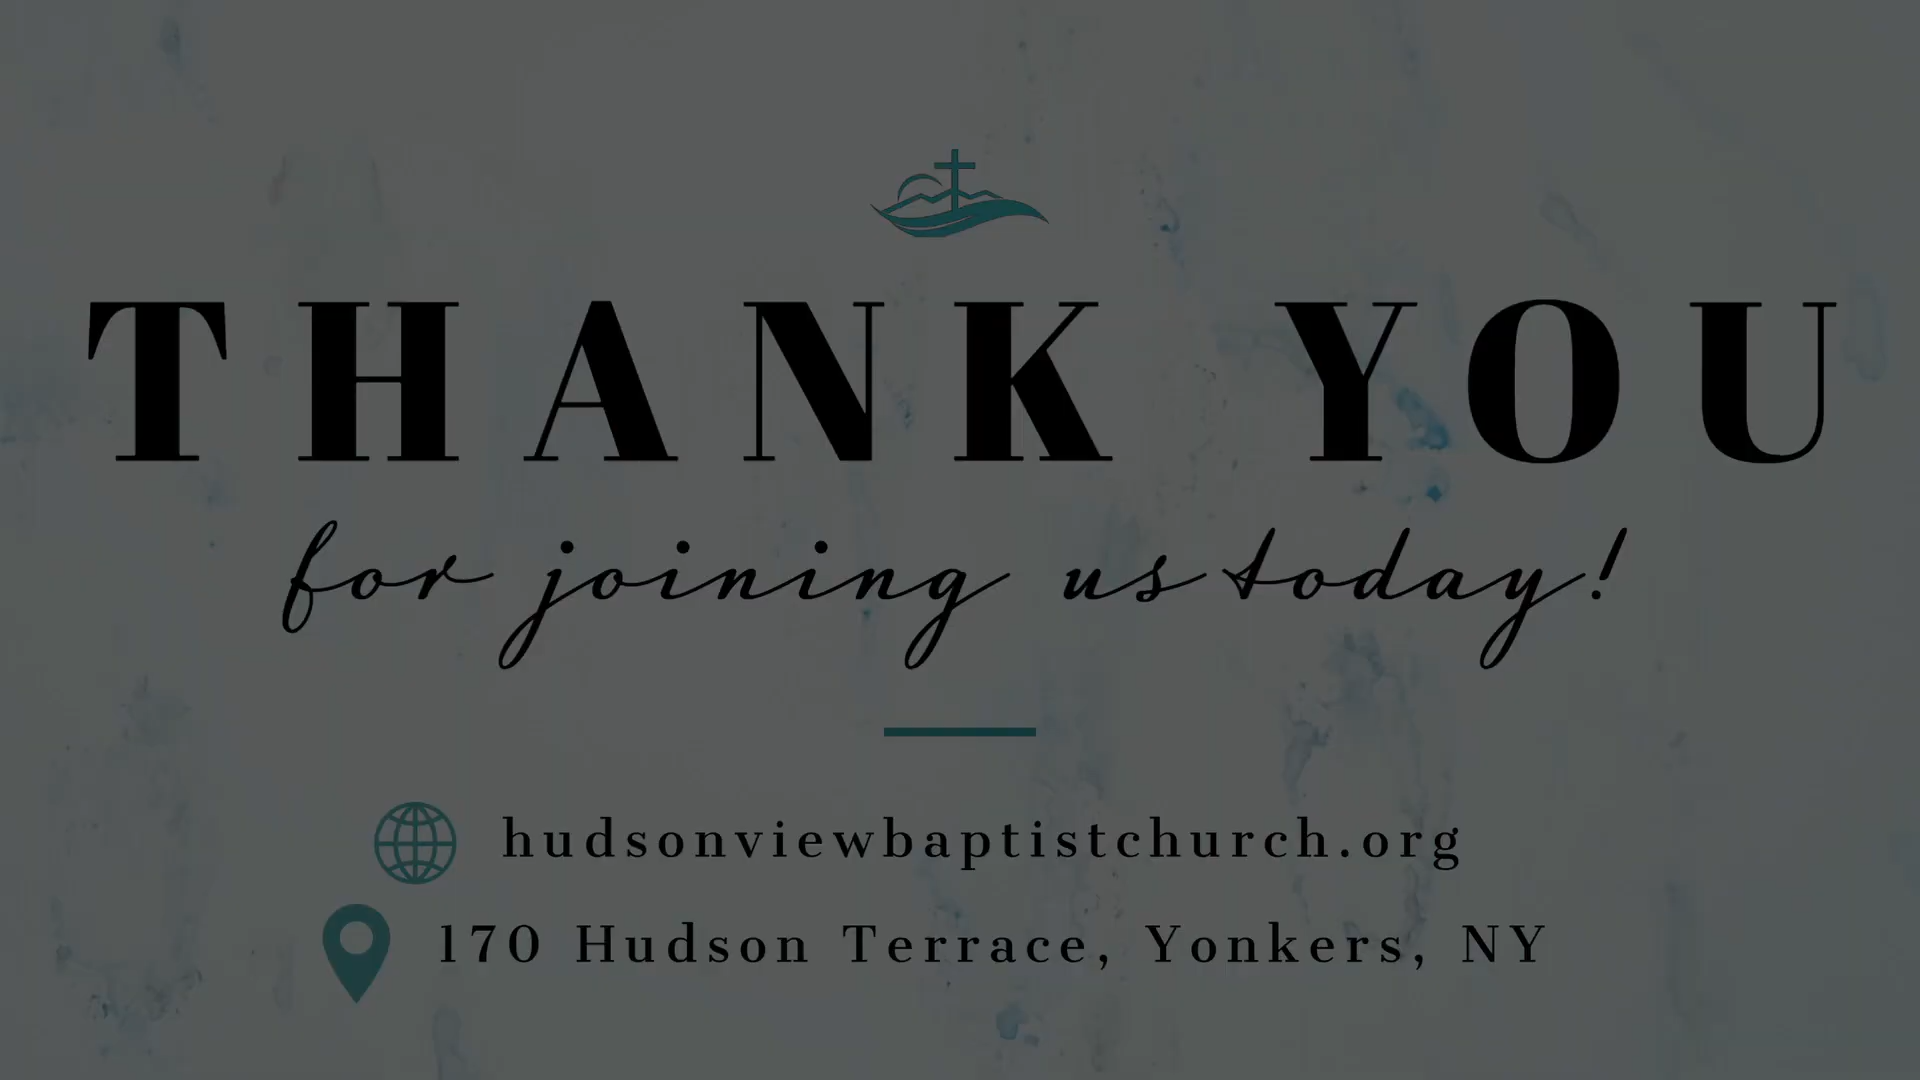 THANK YOU
for joining us today!
hudsonviewbaptistchurch.org
170 Hudson Terrace, Yonkers, NY